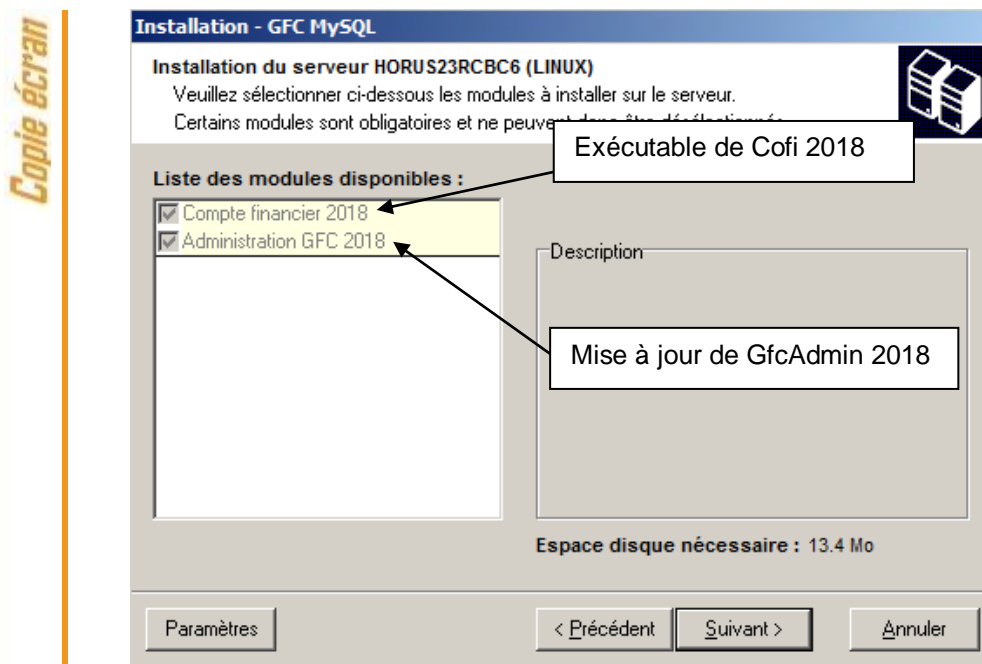 Copie écran
Installation - GFC MySQL
Installation du serveur HORUS23RCBC6 (LINUX)
Veuillez sélectionner ci-dessous les modules à installer sur le serveur.
Certains modules sont obligatoires et ne peuvent
Exécutable de Cofi 2018
Liste des modules disponibles :
Compte financier 2018
Administration GFC 2018
Description
Mise à jour de GfcAdmin 2018
Espace disque nécessaire : 13.4 Mo
Paramètres
< Précédent
Suivant >
Annuler